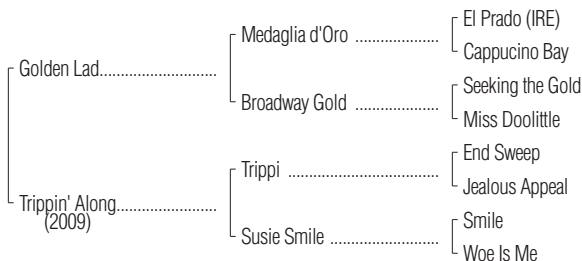 El Prado (IRE)
Medaglia d'Oro ..................
Cappucino Bay
Golden Lad..........................
Seeking the Gold
Broadway Gold ..................
Miss Doolittle
End Sweep
Trippi ..................................
Jealous Appeal
Trippin' Along......................
(2009)
Smile
Susie Smile ........................
Woe Is Me